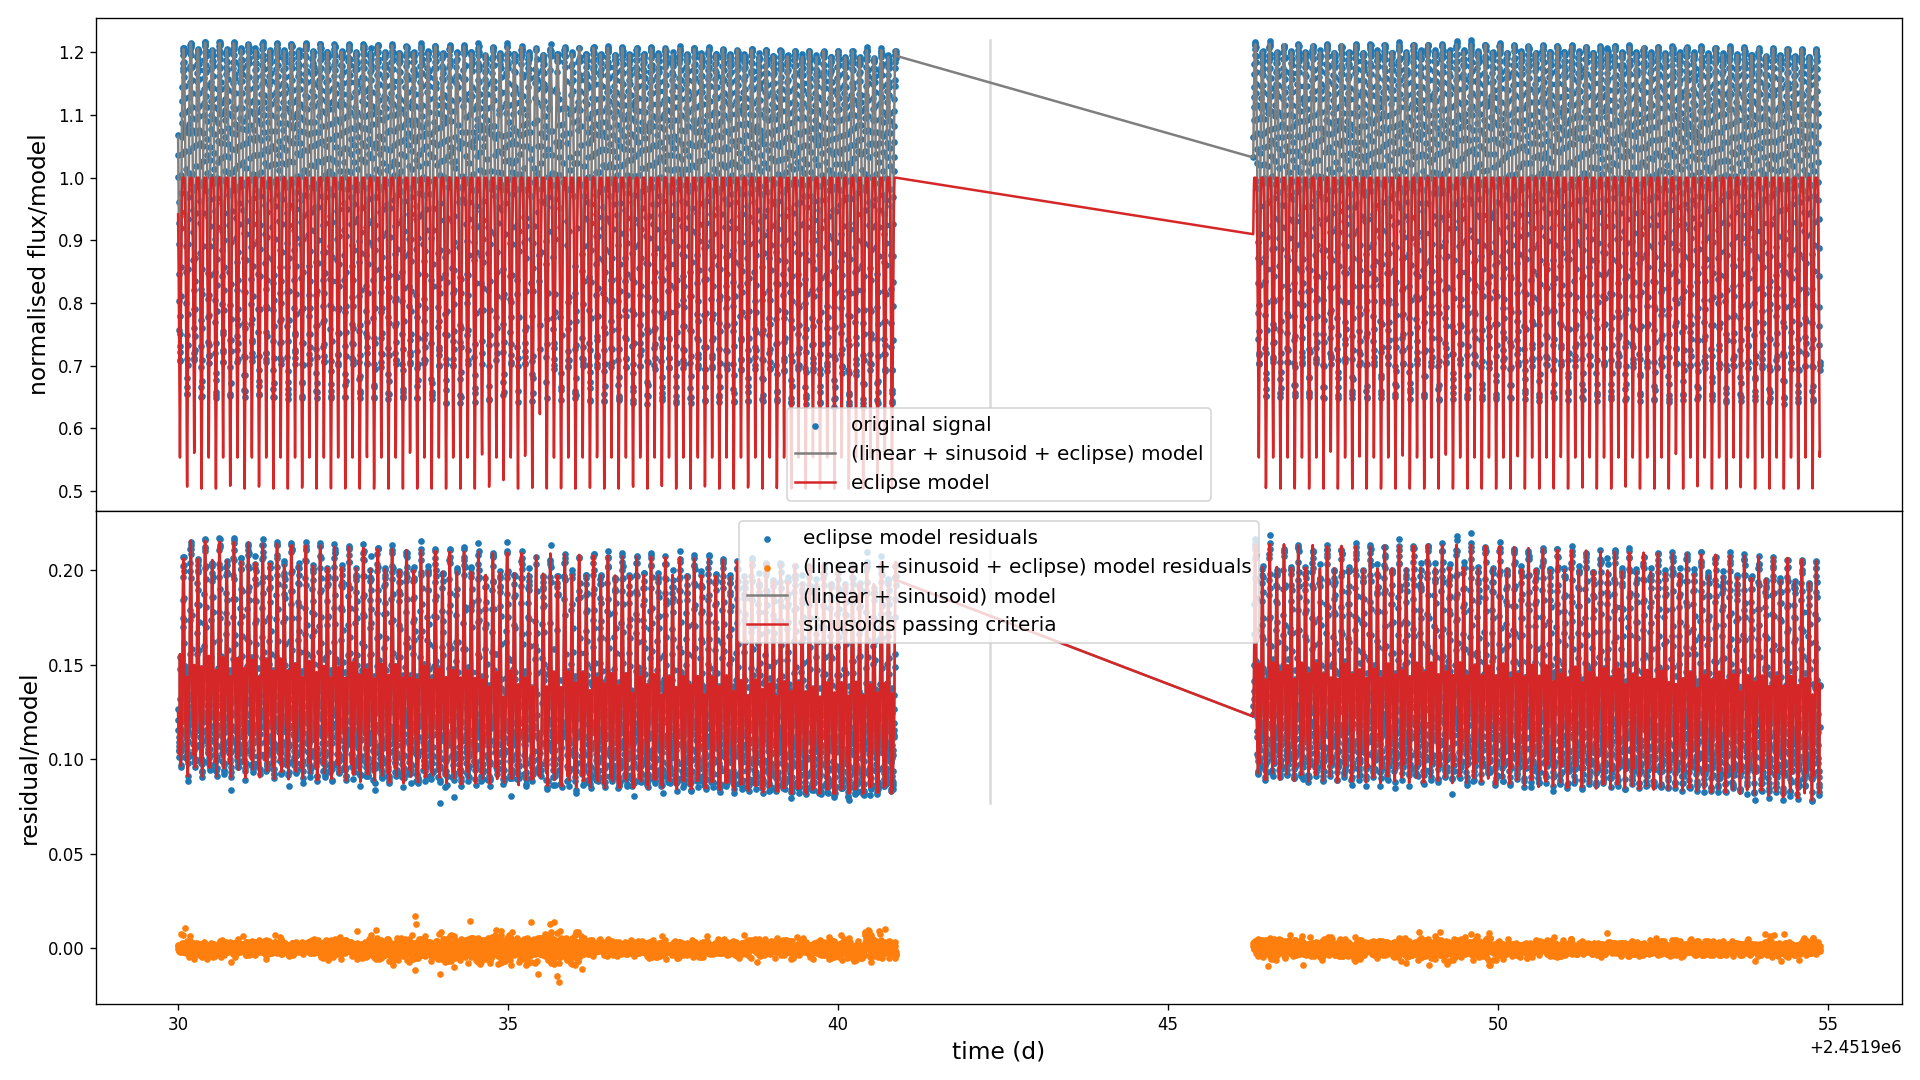 1.2
1.1
1.0
0.9
0.8
0.7
0.6
0.5
normalised flux/model
original signal
(linear + sinusoid + eclipse) model
eclipse model
0.20
0.15
0.10
0.05
0.00
residual/model
eclipse model residuals
(linear + sinusoid + eclipse) model residuals
(linear + sinusoid) model
sinusoids passing criteria
30
35
40
45
50
55
time (d)
+2.4519e6